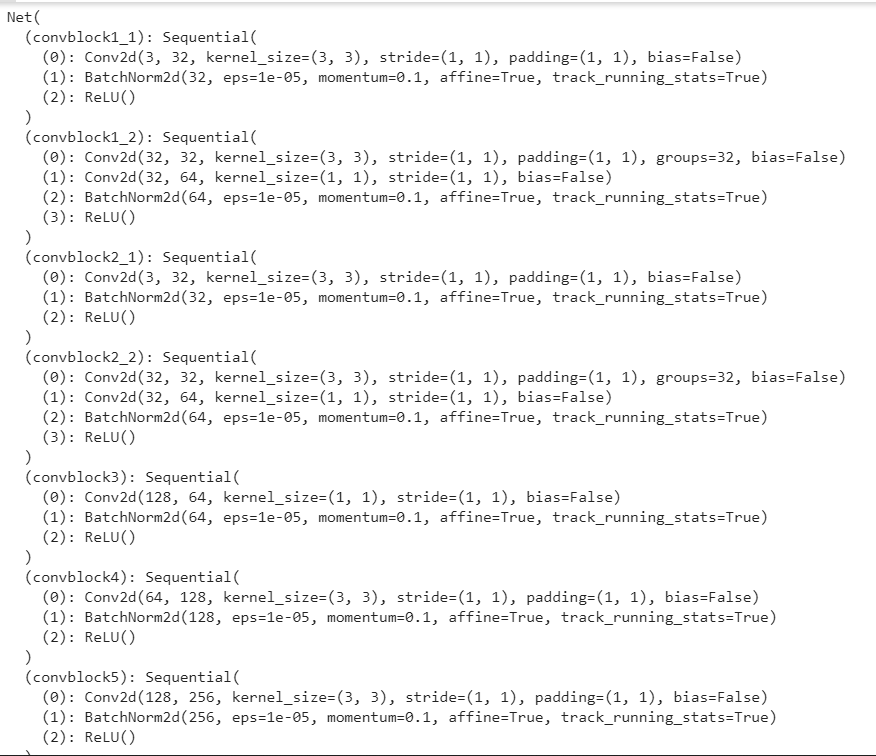 Net(
  (convblock1_1): Sequential(
    (0): Conv2d(3, 32, kernel_size=(3, 3), stride=(1, 1), padding=(1, 1), bias=False)
    (1): BatchNorm2d(32, eps=1e-05, momentum=0.1, affine=True, track_running_stats=True)
    (2): ReLU()
  )
  (convblock1_2): Sequential(
    (0): Conv2d(32, 32, kernel_size=(3, 3), stride=(1, 1), padding=(1, 1), groups=32, bias=False)
    (1): Conv2d(32, 64, kernel_size=(1, 1), stride=(1, 1), bias=False)
    (2): BatchNorm2d(64, eps=1e-05, momentum=0.1, affine=True, track_running_stats=True)
    (3): ReLU()
  )
  (convblock2_1): Sequential(
    (0): Conv2d(3, 32, kernel_size=(3, 3), stride=(1, 1), padding=(1, 1), bias=False)
    (1): BatchNorm2d(32, eps=1e-05, momentum=0.1, affine=True, track_running_stats=True)
    (2): ReLU()
  )
  (convblock2_2): Sequential(
    (0): Conv2d(32, 32, kernel_size=(3, 3), stride=(1, 1), padding=(1, 1), groups=32, bias=False)
    (1): Conv2d(32, 64, kernel_size=(1, 1), stride=(1, 1), bias=False)
    (2): BatchNorm2d(64, eps=1e-05, momentum=0.1, affine=True, track_running_stats=True)
    (3): ReLU()
  )
  (convblock3): Sequential(
    (0): Conv2d(128, 64, kernel_size=(1, 1), stride=(1, 1), bias=False)
    (1): BatchNorm2d(64, eps=1e-05, momentum=0.1, affine=True, track_running_stats=True)
    (2): ReLU()
  )
  (convblock4): Sequential(
    (0): Conv2d(64, 128, kernel_size=(3, 3), stride=(1, 1), padding=(1, 1), bias=False)
    (1): BatchNorm2d(128, eps=1e-05, momentum=0.1, affine=True, track_running_stats=True)
    (2): ReLU()
  )
  (convblock5): Sequential(
    (0): Conv2d(128, 256, kernel_size=(3, 3), stride=(1, 1), padding=(1, 1), bias=False)
    (1): BatchNorm2d(256, eps=1e-05, momentum=0.1, affine=True, track_running_stats=True)
    (2): ReLU()
  )